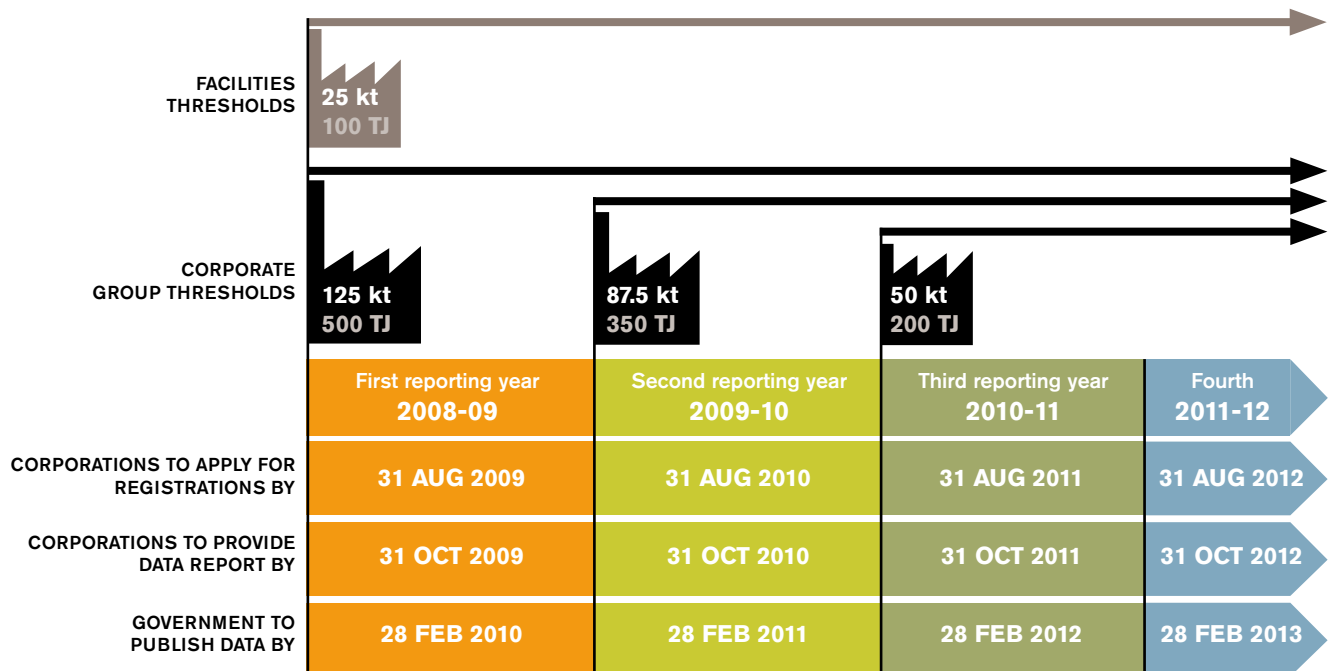 FACILITIES
THRESHOLDS
25 kt
100 TJ
CORPORATE
GROUP THRESHOLDS
125 kt
500 TJ
87.5 kt
350 TJ
50 kt
200 TJ
First reporting year
2008-09
Second reporting year
2009-10
Third reporting year
2010-11
Fourth
2011-12
CORPORATIONS TO APPLY FOR
REGISTRATIONS BY
31 AUG 2009
31 AUG 2010
31 AUG 2011
31 AUG 2012
CORPORATIONS TO PROVIDE
DATA REPORT BY
31 OCT 2009
31 OCT 2010
31 OCT 2011
31 OCT 2012
GOVERNMENT TO
PUBLISH DATA BY
28 FEB 2010
28 FEB 2011
28 FEB 2012
28 FEB 2013